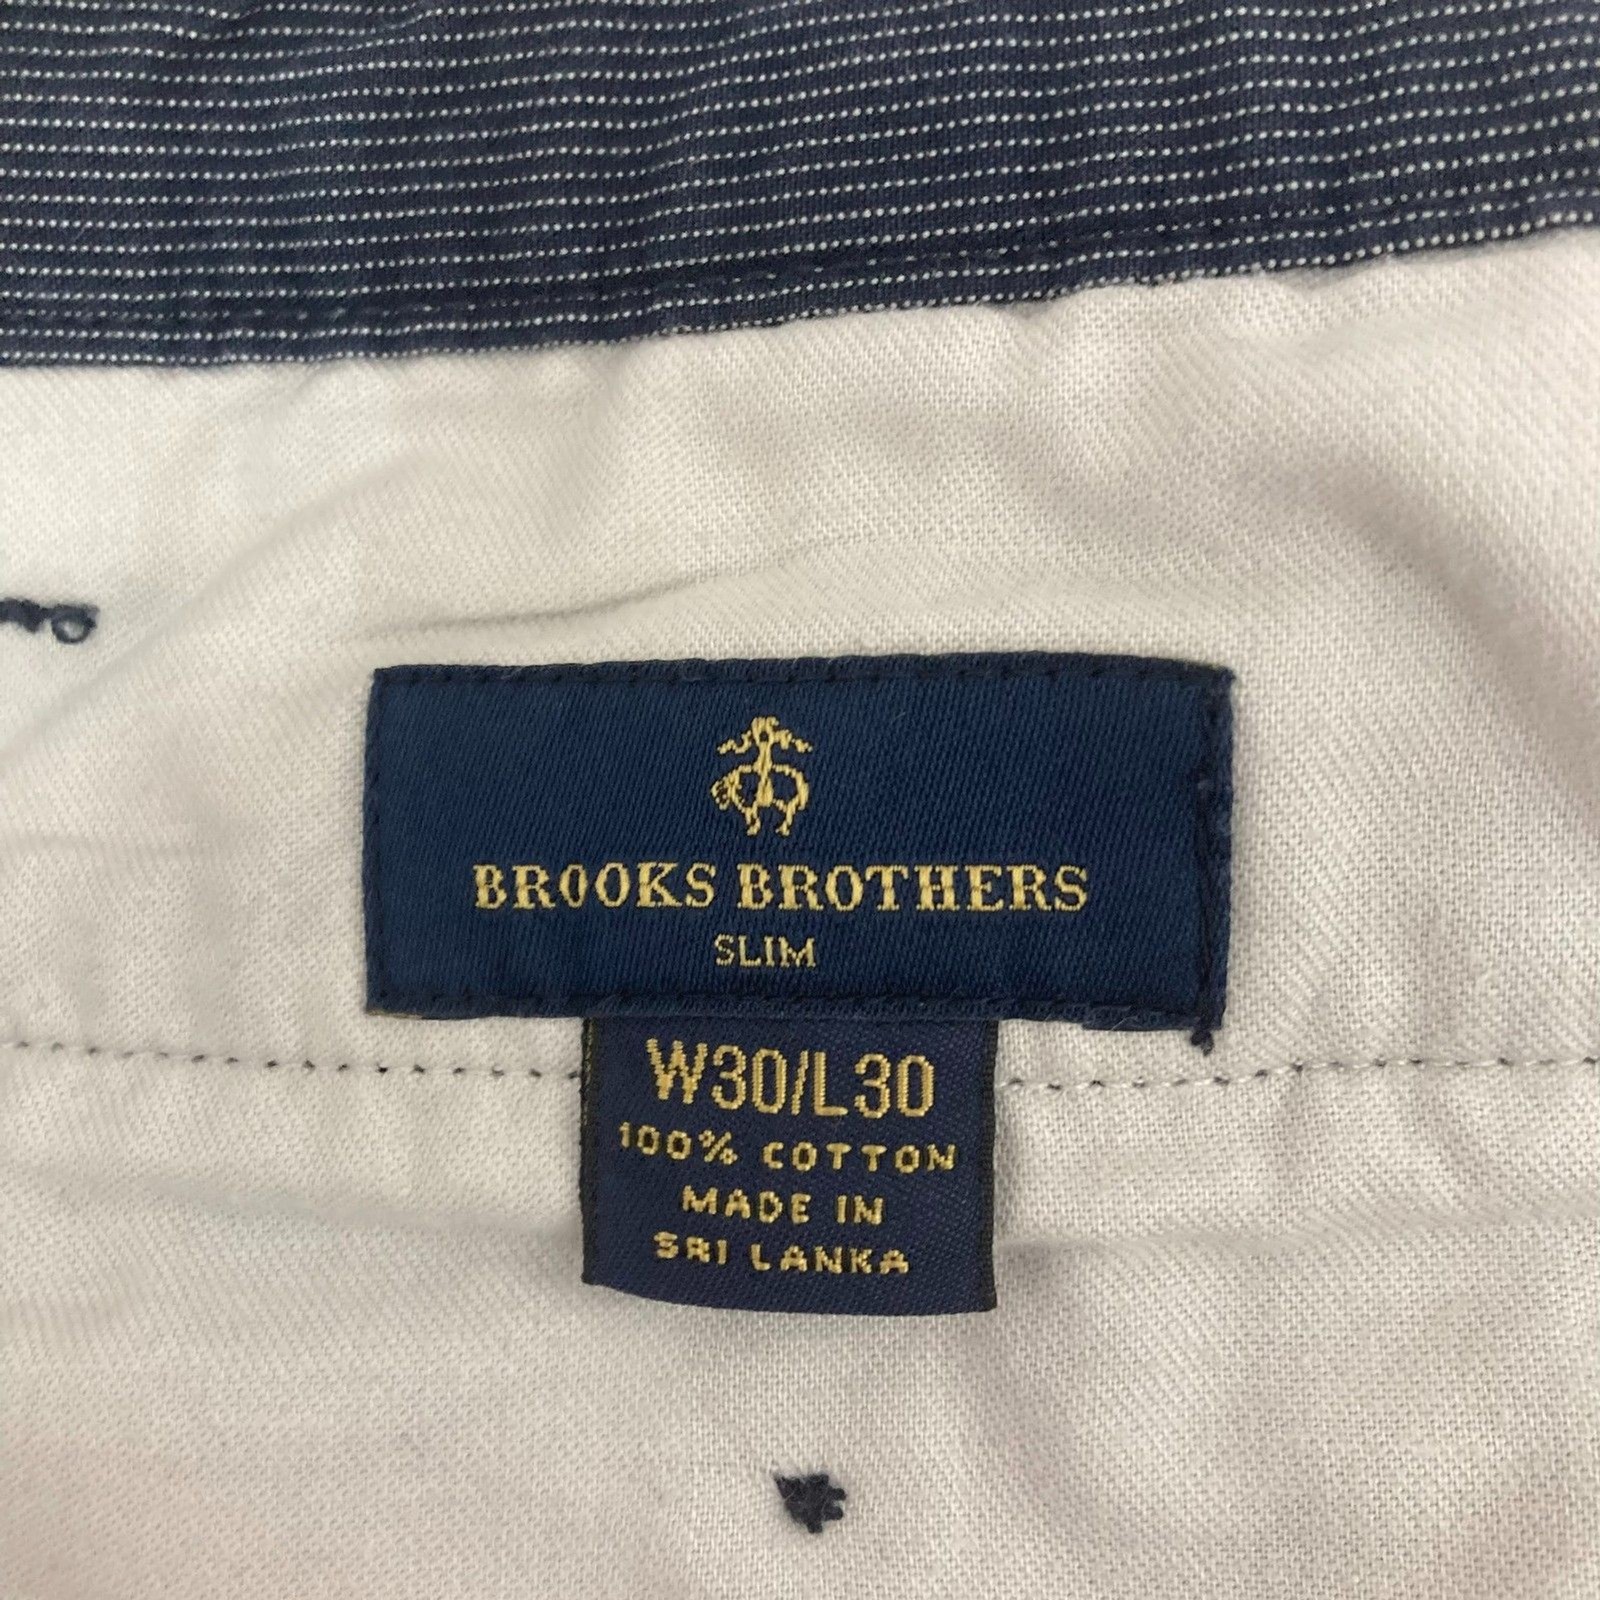 BROOKS BROTHERS
SLIM
W30/L30
100% COTTON
MADE IN
SRI LANKA